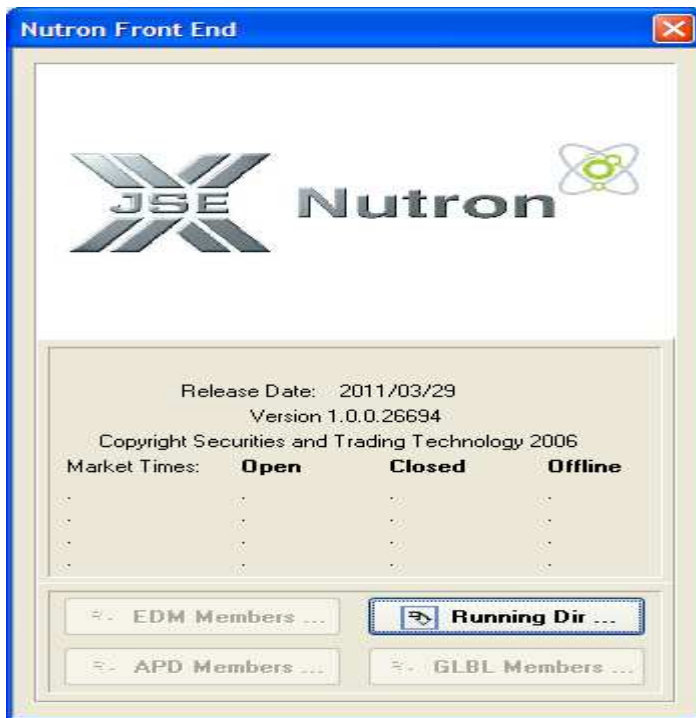 Nutron Front End
JSE Nutron
Release Date: 2011/03/29
Version 1.0.0.26694
Copyright Securities and Trading Technology 2006
Market Times: Open Closed Offline
. . . .
. . . .
. . . .
. . . .
EDM Members ... Running Dir ...
APD Members ... GLBL Members ...